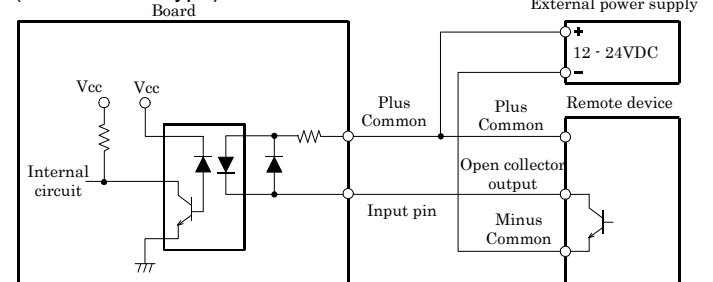 Board
External power supply
12 - 24VDC
Vcc
Vcc
Plus
Common
Plus
Common
Remote device
Internal
circuit
Open collector
output
Input pin
Minus
Common